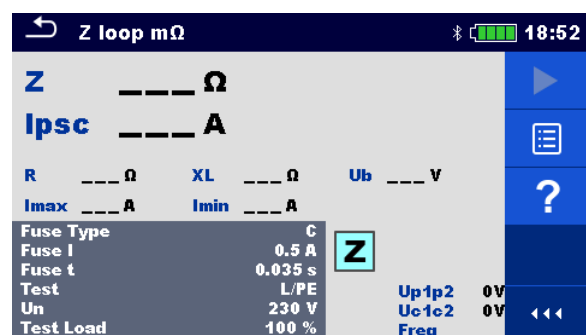 Z loop mΩ 18:52
Z ___ Ω
Ipsc ___ A
R ___ Ω XL ___ Ω Ub ___ V
Imax ___ A Imin ___ A
Fuse Type C
Fuse I 0.5 A
Fuse t 0.035 s
Test L/PE
Un 230 V
Test Load 100 %
Z
?
Up1p2 0V
Uc1c2 0V
Freq